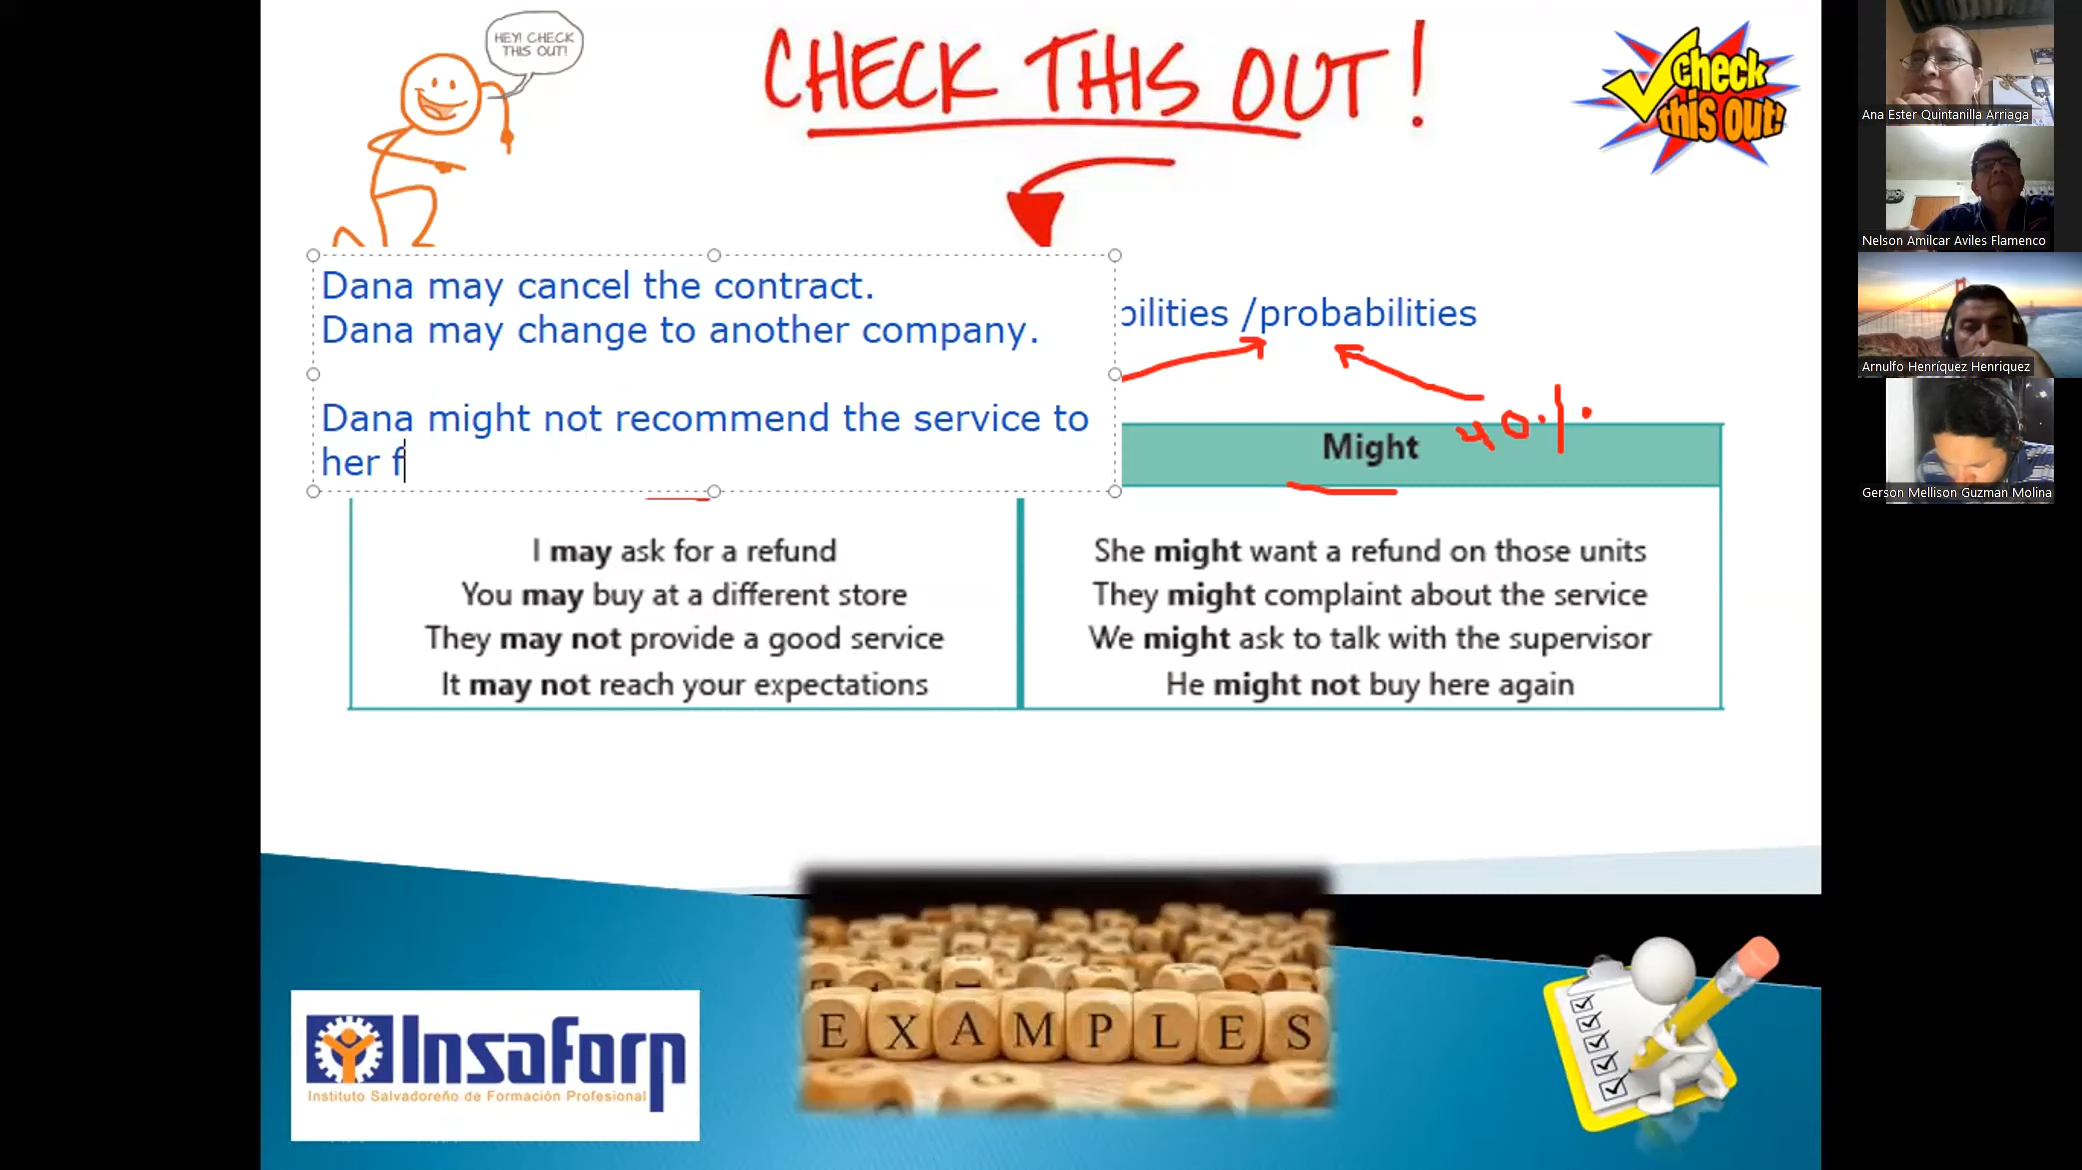 HEY! CHECK
THIS OUT!
CHECK THIS OUT!
check
this out!
Dana may cancel the contract.
Dana may change to another company.
Dana might not recommend the service to
her f
bilities /probabilities
40%
Might
I may ask for a refund
You may buy at a different store
They may not provide a good service
It may not reach your expectations
She might want a refund on those units
They might complaint about the service
We might ask to talk with the supervisor
He might not buy here again
EXAMPLES
Insaforp
Instituto Salvadoreño de Formación Profesional
Ana Ester Quintanilla Arriaga
Nelson Amilcar Aviles Flamenco
Arnulfo Henríquez Henriquez
Gerson Mellison Guzman Molina